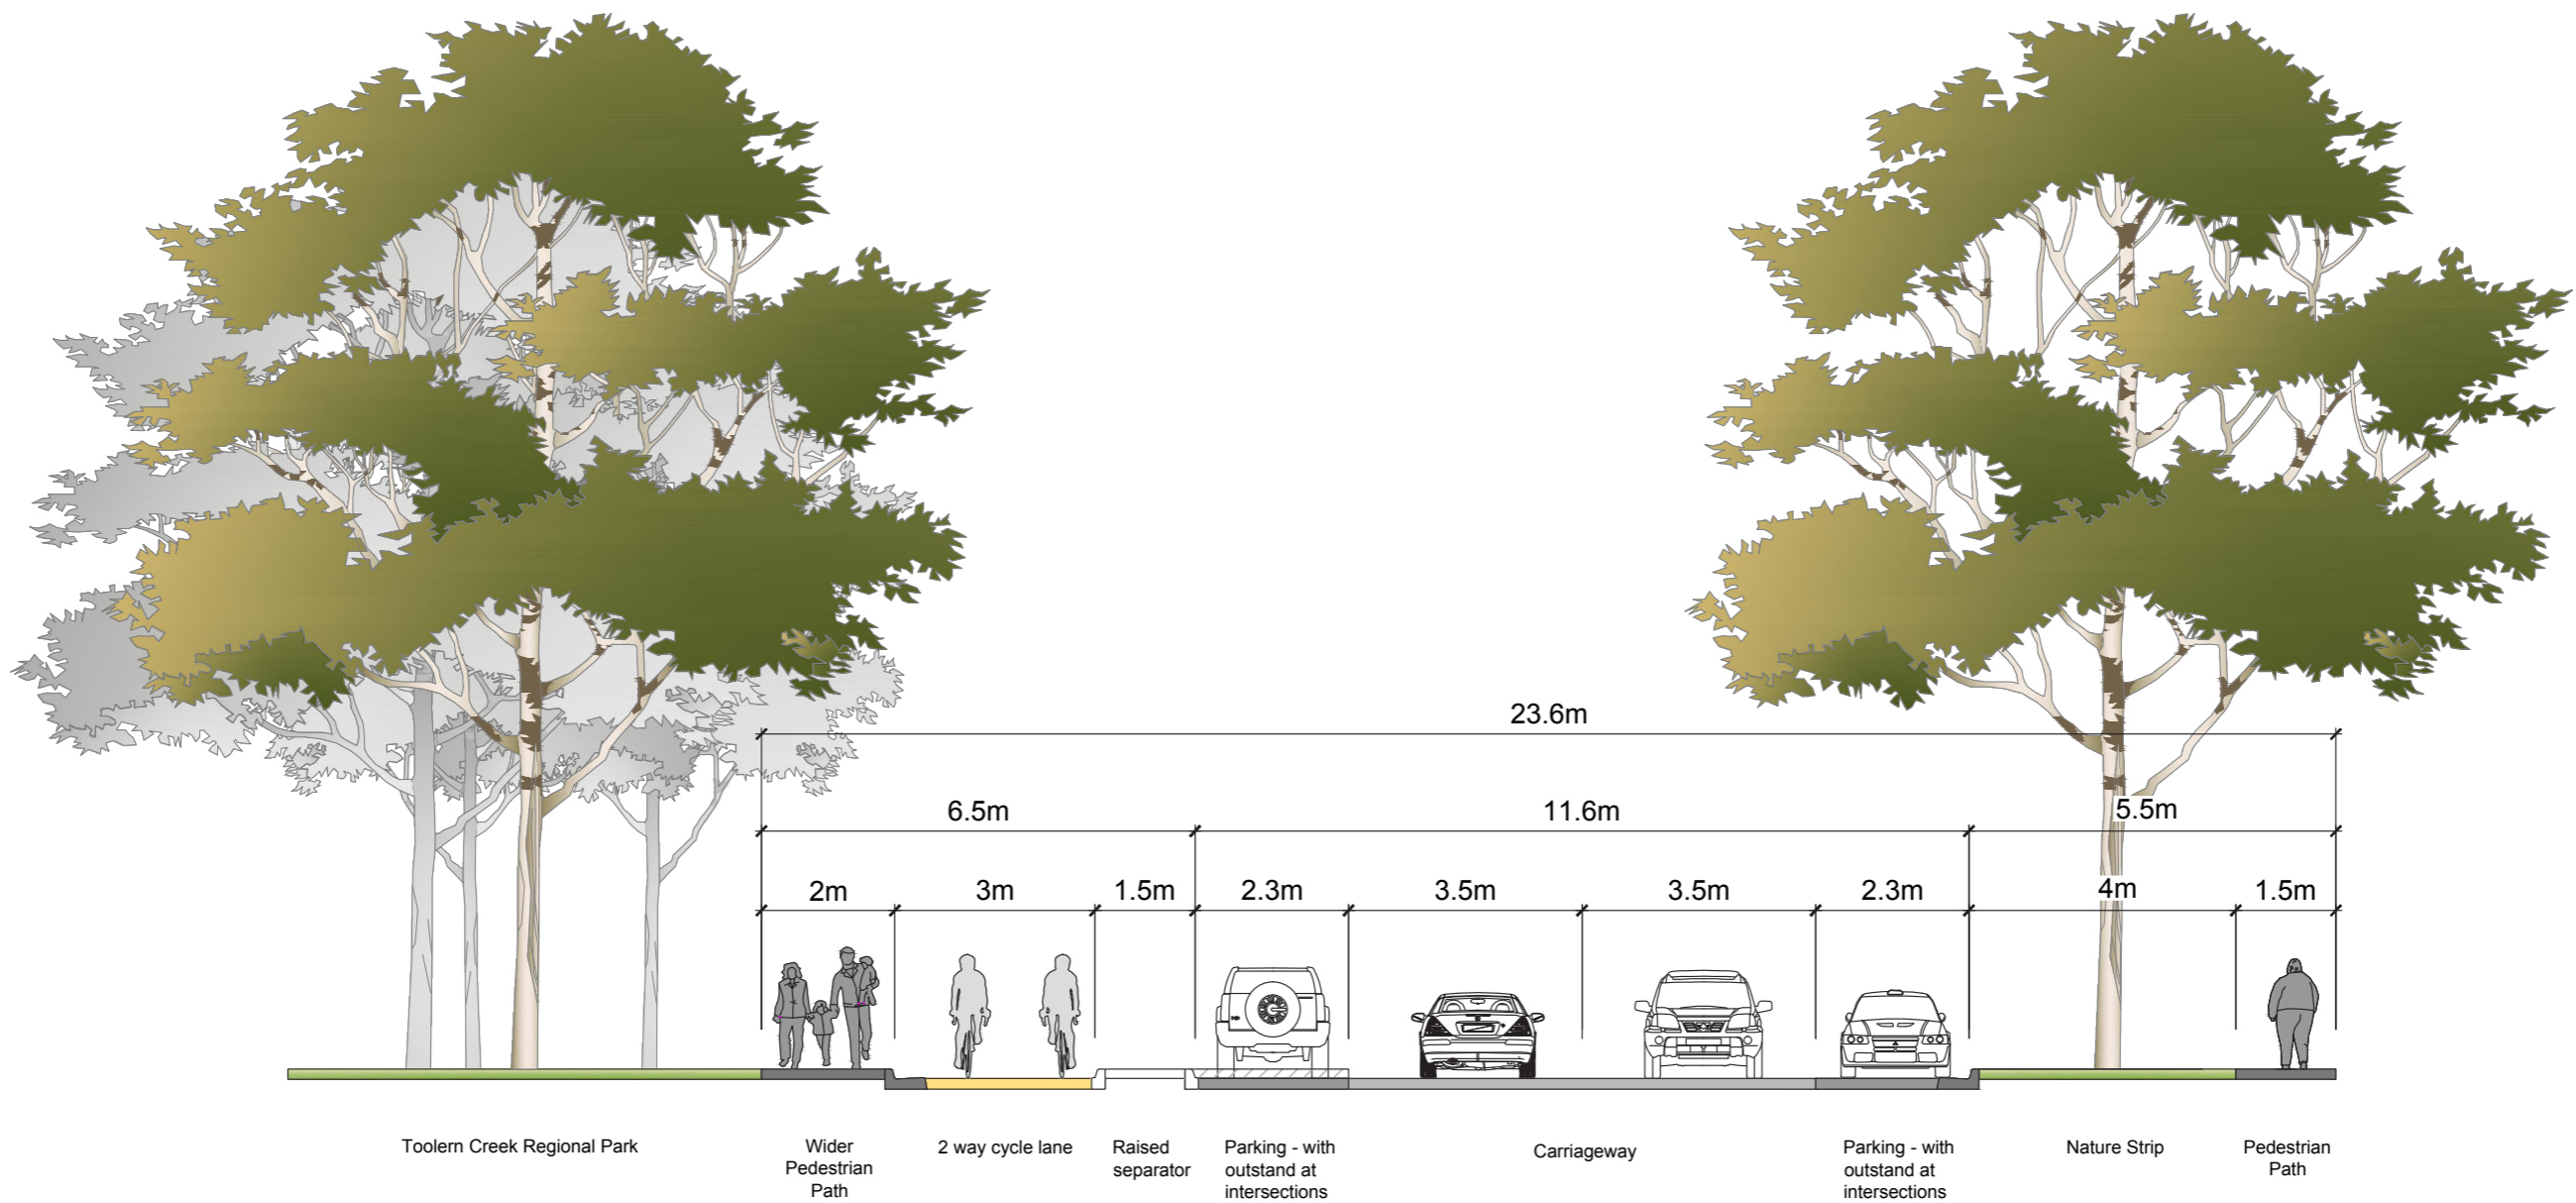 23.6m
6.5m
11.6m
5.5m
2m
3m
1.5m
2.3m
3.5m
3.5m
2.3m
4m
1.5m
Toolern Creek Regional Park
Wider
Pedestrian
Path
2 way cycle lane
Raised
separator
Parking - with
outstand at
intersections
Carriageway
Parking - with
outstand at
intersections
Nature Strip
Pedestrian
Path